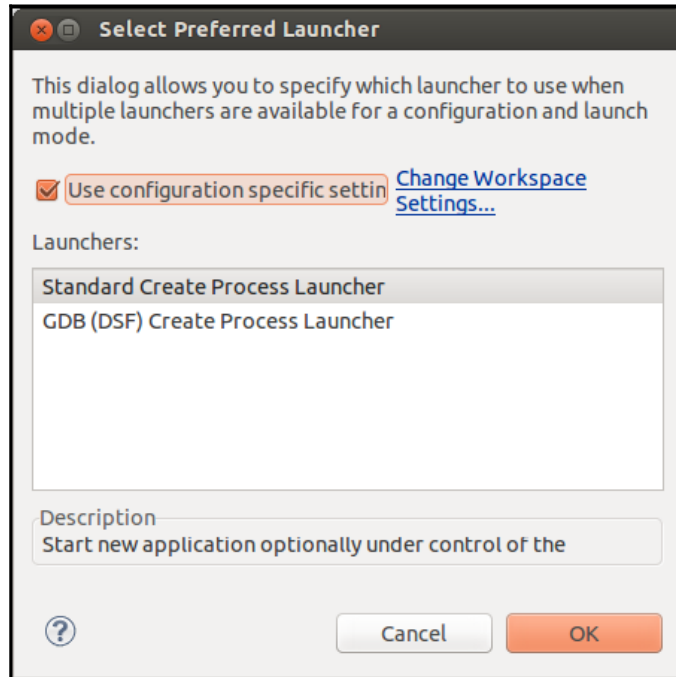 Select Preferred Launcher
This dialog allows you to specify which launcher to use when
multiple launchers are available for a configuration and launch
mode.
Use configuration specific settin
Change Workspace
Settings...
Launchers:
Standard Create Process Launcher
GDB (DSF) Create Process Launcher
Description
Start new application optionally under control of the
?
Cancel
OK